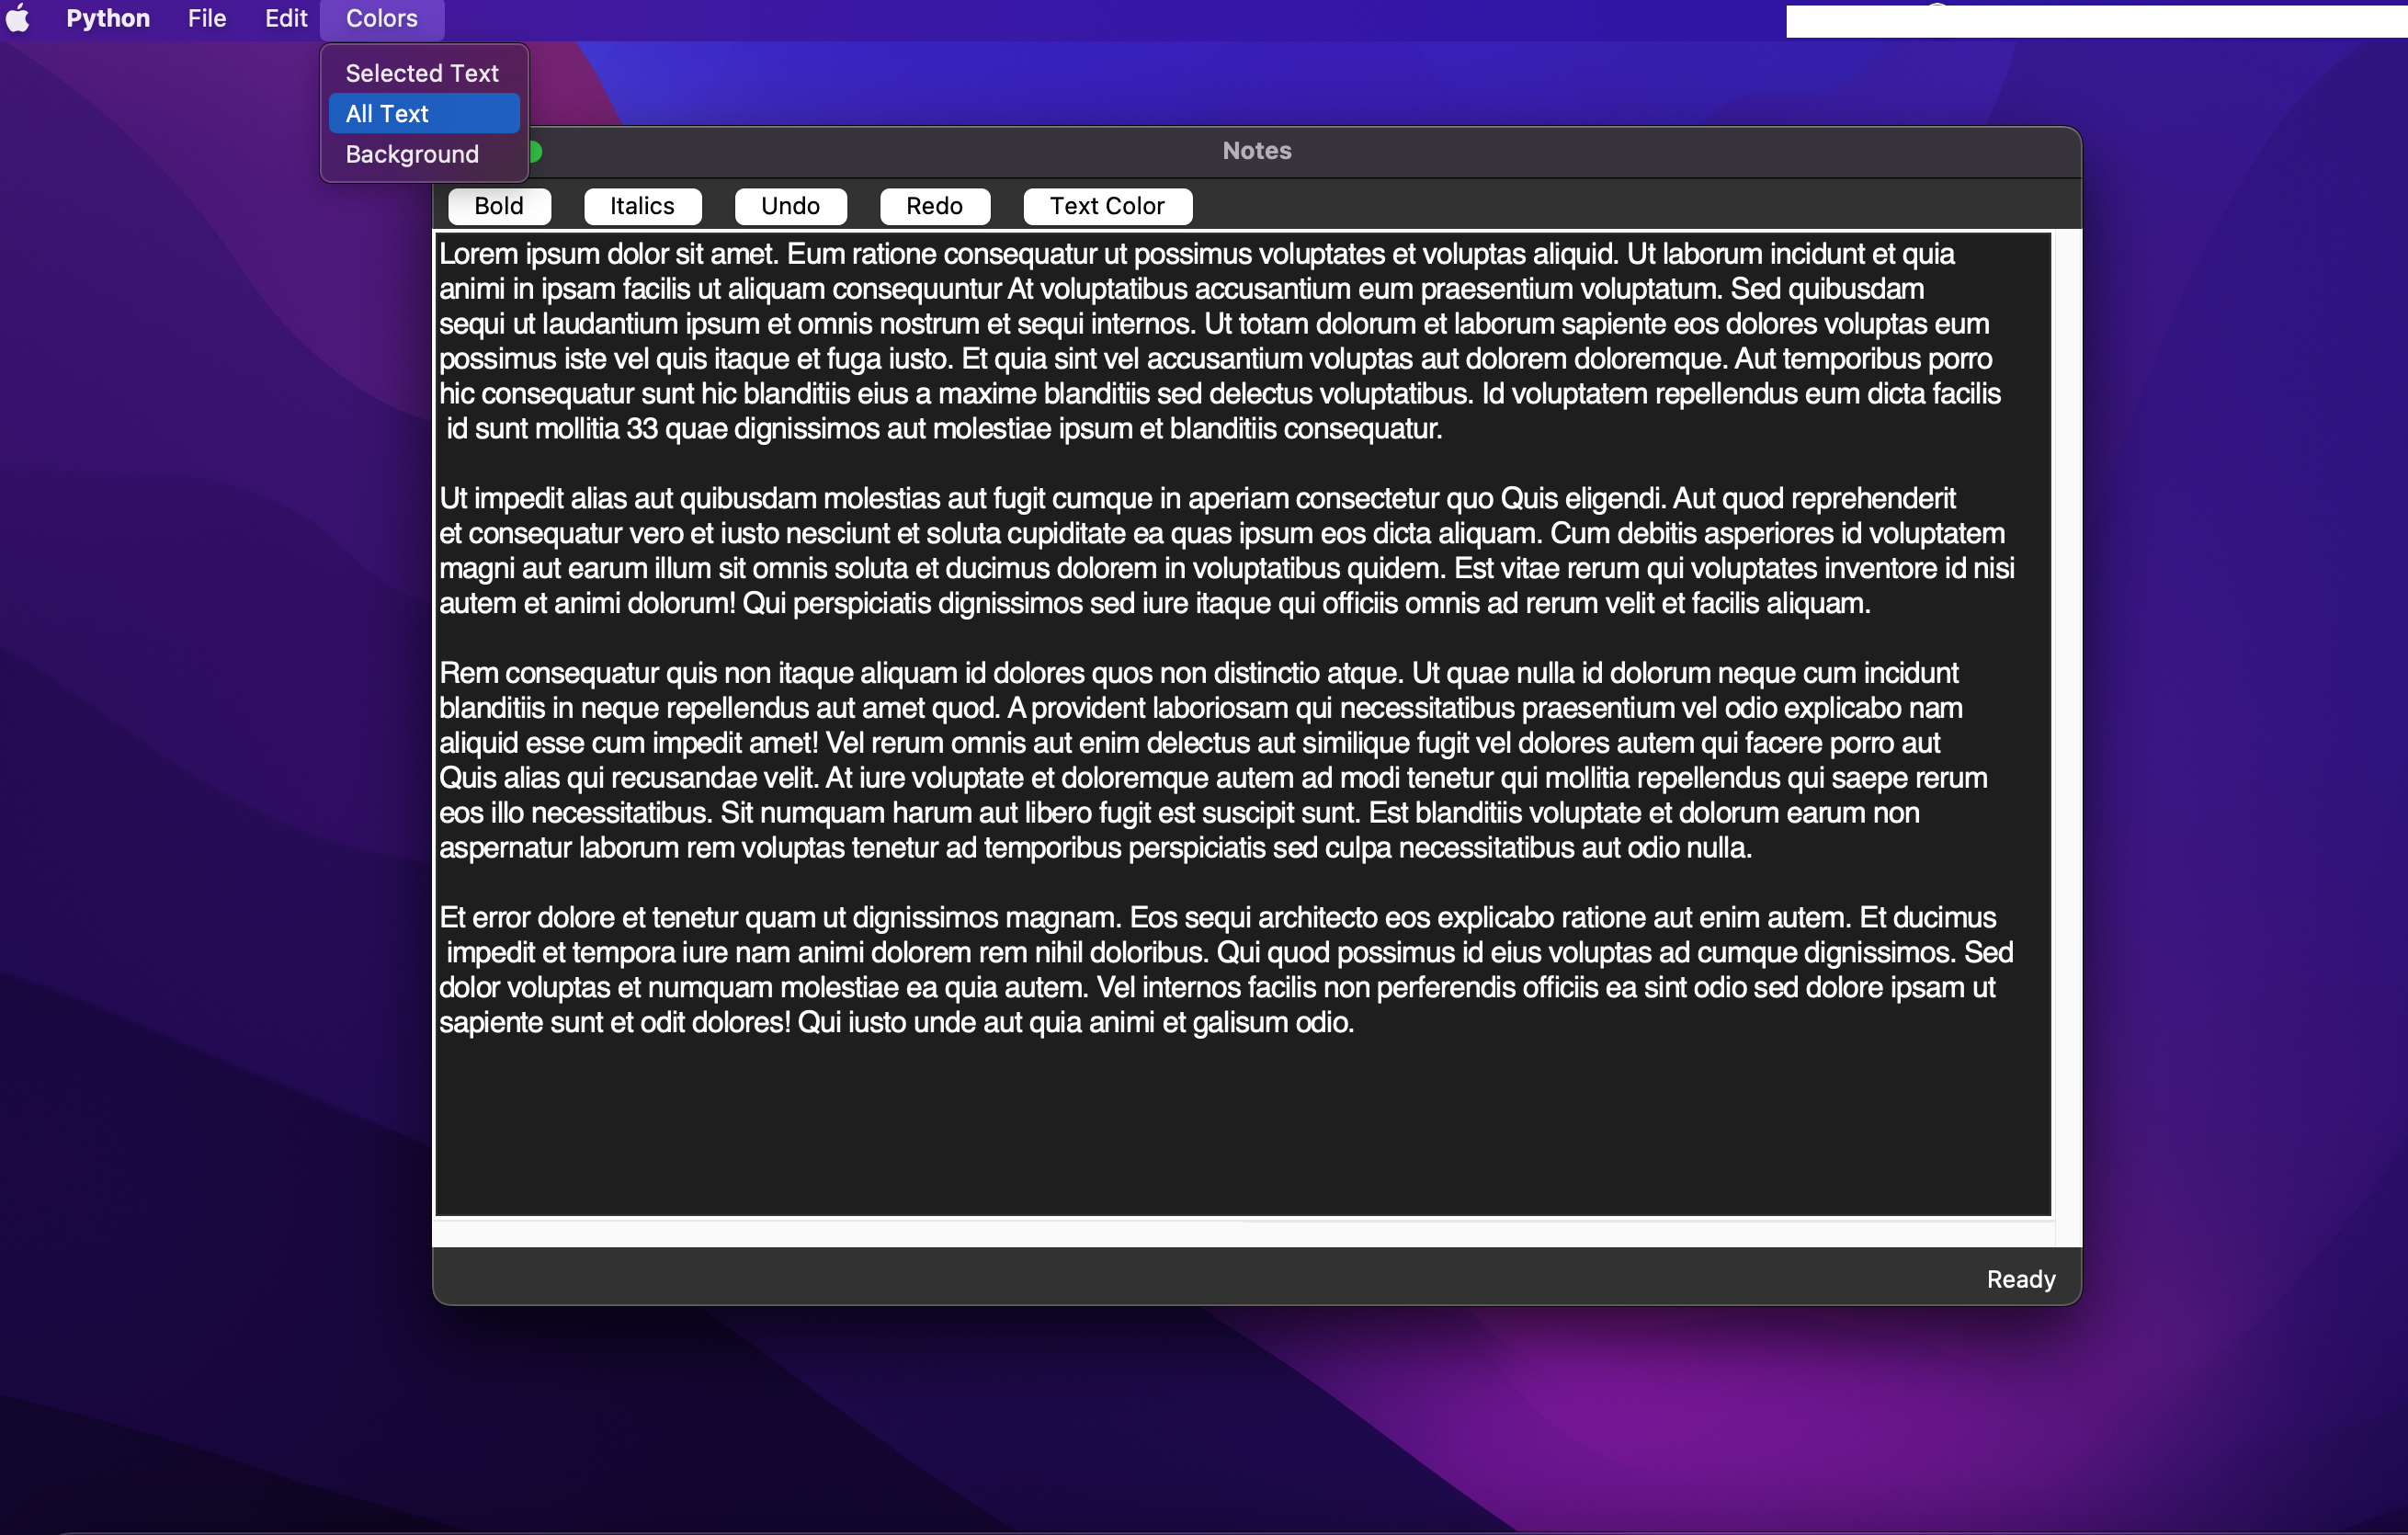 Python File Edit Colors
Selected Text
All Text
Background
Notes
Bold Italics Undo Redo Text Color
Lorem ipsum dolor sit amet. Eum ratione consequatur ut possimus voluptates et voluptas aliquid. Ut laborum incidunt et quia
animi in ipsam facilis ut aliquam consequuntur At voluptatibus accusantium eum praesentium voluptatum. Sed quibusdam
sequi ut laudantium ipsum et omnis nostrum et sequi internos. Ut totam dolorum et laborum sapiente eos dolores voluptas eum
possimus iste vel quis itaque et fuga iusto. Et quia sint vel accusantium voluptas aut dolorem doloremque. Aut temporibus porro
hic consequatur sunt hic blanditiis eius a maxime blanditiis sed delectus voluptatibus. Id voluptatem repellendus eum dicta facilis
id sunt mollitia 33 quae dignissimos aut molestiae ipsum et blanditiis consequatur.
Ut impedit alias aut quibusdam molestias aut fugit cumque in aperiam consectetur quo Quis eligendi. Aut quod reprehenderit
et consequatur vero et iusto nesciunt et soluta cupiditate ea quas ipsum eos dicta aliquam. Cum debitis asperiores id voluptatem
magni aut earum illum sit omnis soluta et ducimus dolorem in voluptatibus quidem. Est vitae rerum qui voluptates inventore id nisi
autem et animi dolorum! Qui perspiciatis dignissimos sed iure itaque qui officiis omnis ad rerum velit et facilis aliquam.
Rem consequatur quis non itaque aliquam id dolores quos non distinctio atque. Ut quae nulla id dolorum neque cum incidunt
blanditiis in neque repellendus aut amet quod. A provident laboriosam qui necessitatibus praesentium vel odio explicabo nam
aliquid esse cum impedit amet! Vel rerum omnis aut enim delectus aut similique fugit vel dolores autem qui facere porro aut
Quis alias qui recusandae velit. At iure voluptate et doloremque autem ad modi tenetur qui mollitia repellendus qui saepe rerum
eos illo necessitatibus. Sit numquam harum aut libero fugit est suscipit sunt. Est blanditiis voluptate et dolorum earum non
aspernatur laborum rem voluptas tenetur ad temporibus perspiciatis sed culpa necessitatibus aut odio nulla.
Et error dolore et tenetur quam ut dignissimos magnam. Eos sequi architecto eos explicabo ratione aut enim autem. Et ducimus
impedit et tempora iure nam animi dolorem rem nihil doloribus. Qui quod possimus id eius voluptas ad cumque dignissimos. Sed
dolor voluptas et numquam molestiae ea quia autem. Vel internos facilis non perferendis officiis ea sint odio sed dolore ipsam ut
sapiente sunt et odit dolores! Qui iusto unde aut quia animi et galisum odio.
Ready